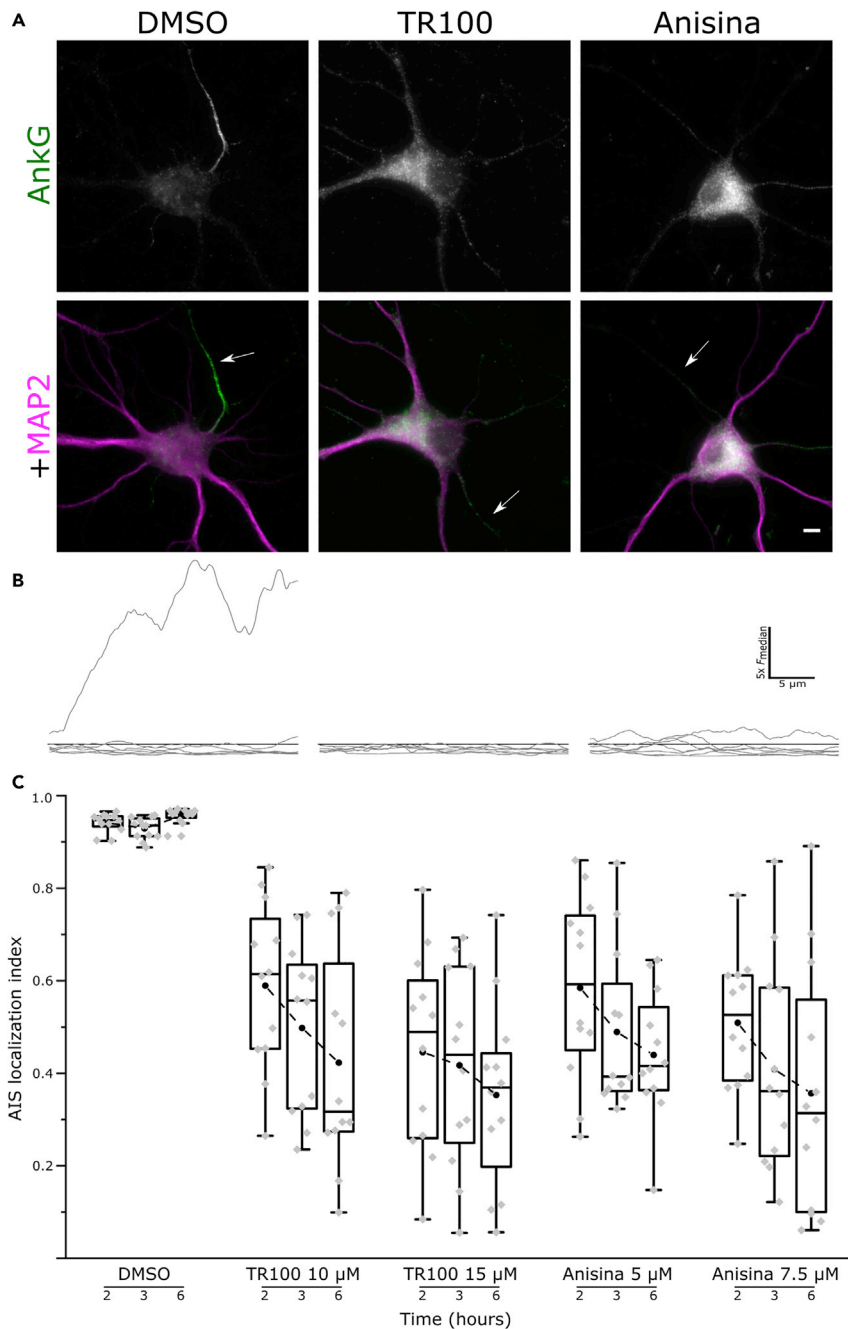 A
DMSO TR100 Anisina
AnkG
+MAP2
B
5x Fmedian
5 µm
C
AIS localization index
1.0
0.8
0.6
0.4
0.2
DMSO TR100 10 µM TR100 15 µM Anisina 5 µM Anisina 7.5 µM
2 3 6 2 3 6 2 3 6 2 3 6 2 3 6
Time (hours)